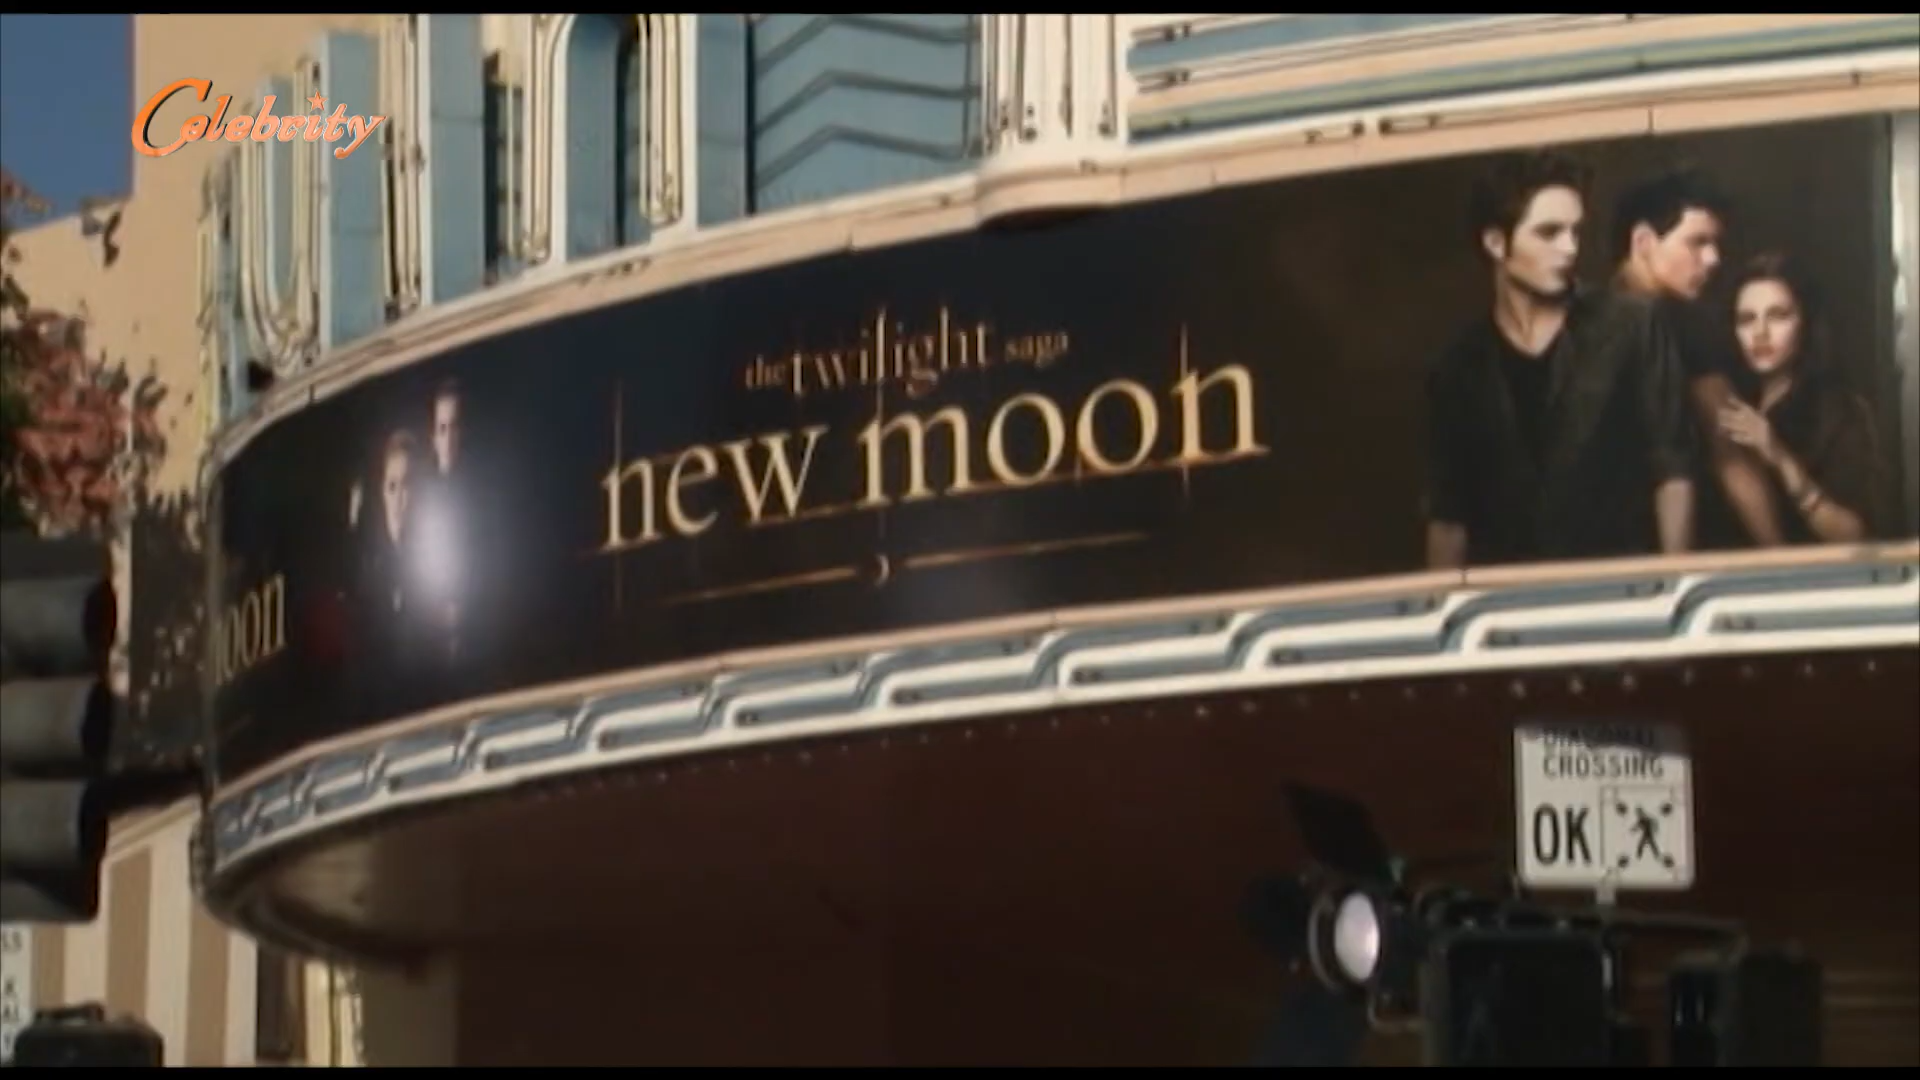 Celebrity
the twilight saga
new moon
moon
CROSSING
OK